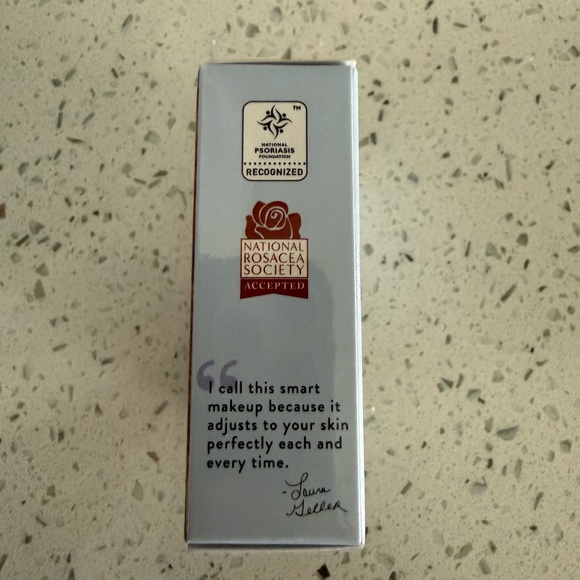 TM
NATIONAL
PSORIASIS
FOUNDATION
RECOGNIZED
NATIONAL
ROSACEA
SOCIETY
ACCEPTED
“I call this smart
makeup because it
adjusts to your skin
perfectly each and
every time.
-Laura
Geller